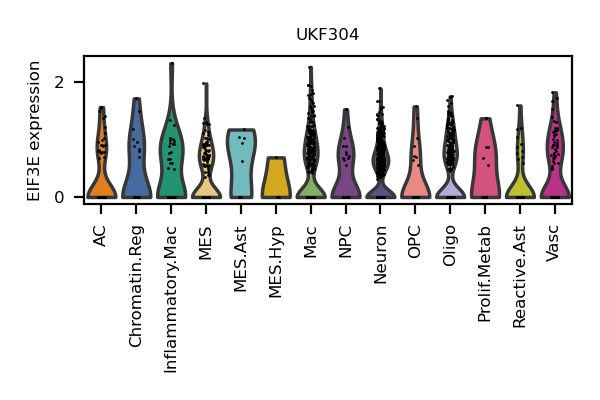 UKF304
EIF3E expression
2
0
AC
Chromatin.Reg
Inflammatory.Mac
MES
MES.Ast
MES.Hyp
Mac
NPC
Neuron
OPC
Oligo
Prolif.Metab
Reactive.Ast
Vasc